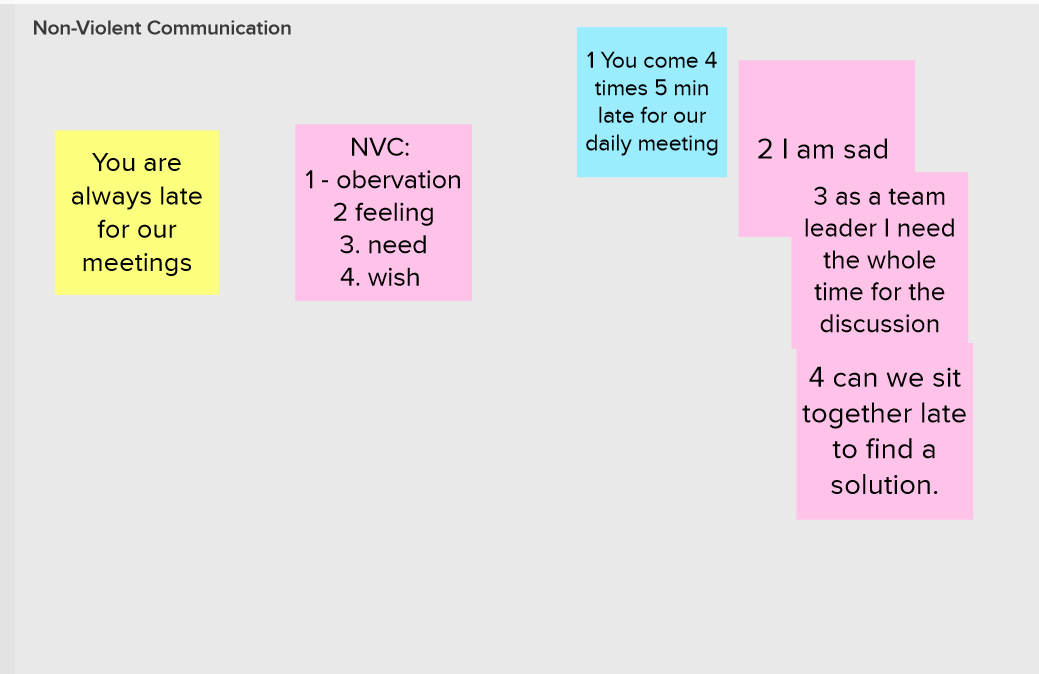 Non-Violent Communication
You are
always late
for our
meetings
NVC:
1 - obervation
2 feeling
3. need
4. wish
1 You come 4
times 5 min
late for our
daily meeting
2 I am sad
3 as a team
leader I need
the whole
time for the
discussion
4 can we sit
together late
to find a
solution.